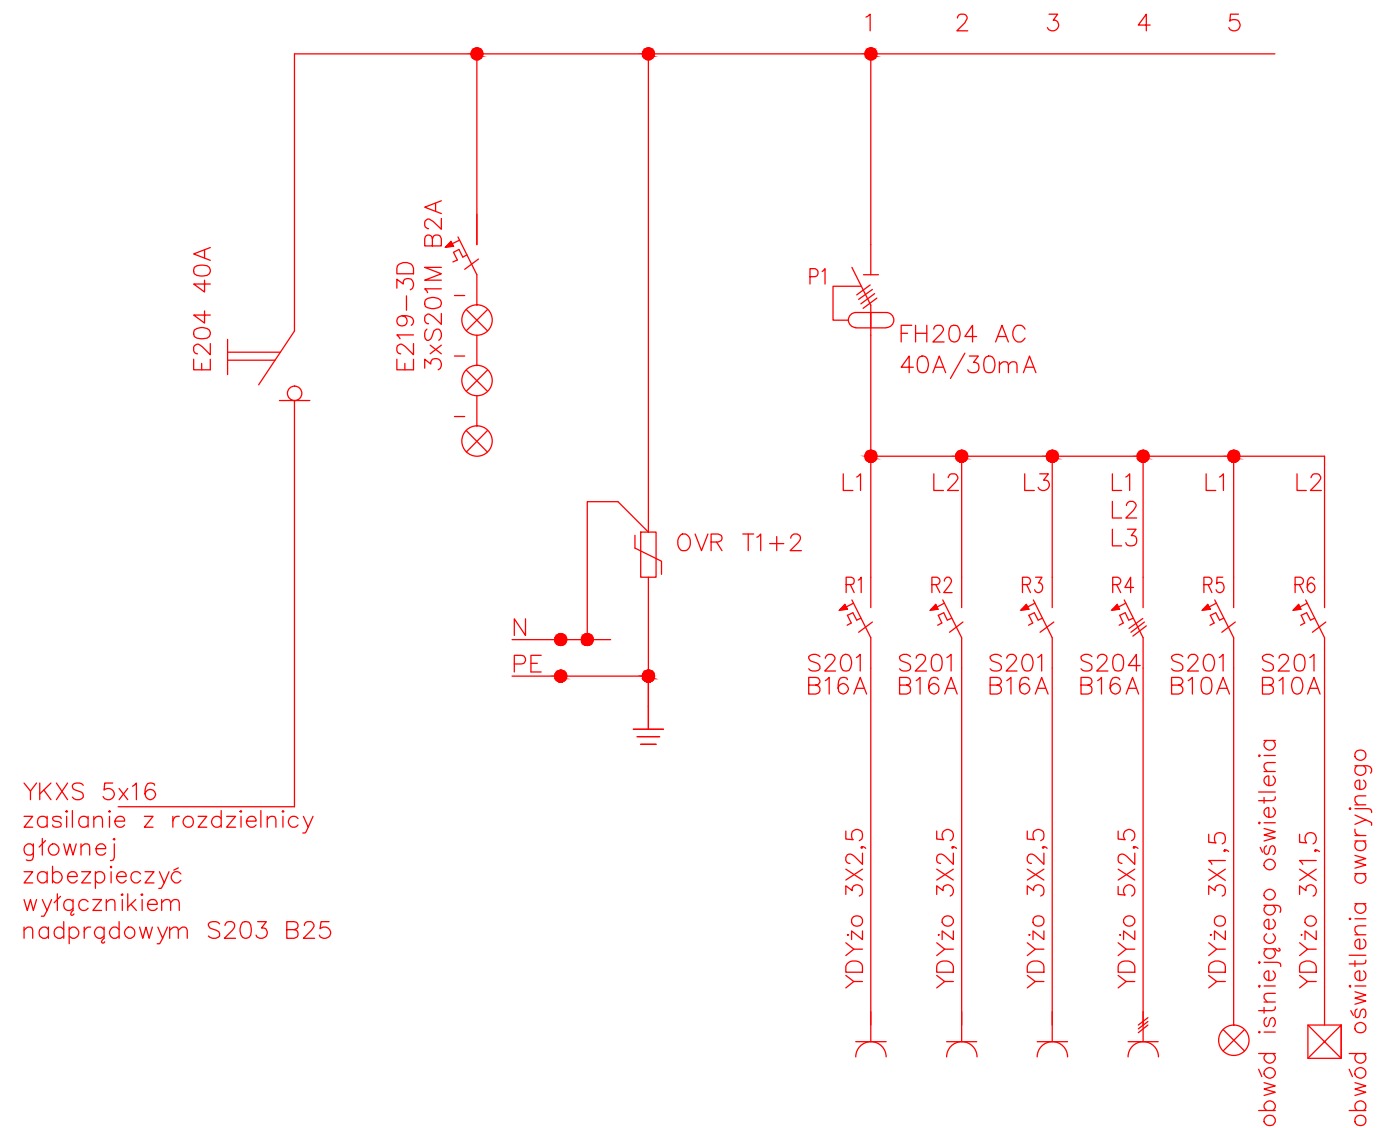 1 2 3 4 5
E204 40A
E219-3D
3xS201M B2A
P1
FH204 AC
40A/30mA
L1 L2 L3 L1 L1 L2
L2
L3
OVR T1+2
R1 R2 R3 R4 R5 R6
N
PE
S201 S201 S201 S204 S201 S201
B16A B16A B16A B16A B10A B10A
YKXS 5x16
zasilanie z rozdzielnicy
głownej
zabezpieczyć
wyłącznikiem
nadprądowym S203 B25
YDYżo 3X2,5
YDYżo 3X2,5
YDYżo 3X2,5
YDYżo 5X2,5
YDYżo 3X1,5
obwód istniejącego oświetlenia
YDYżo 3X1,5
obwód oświetlenia awaryjnego